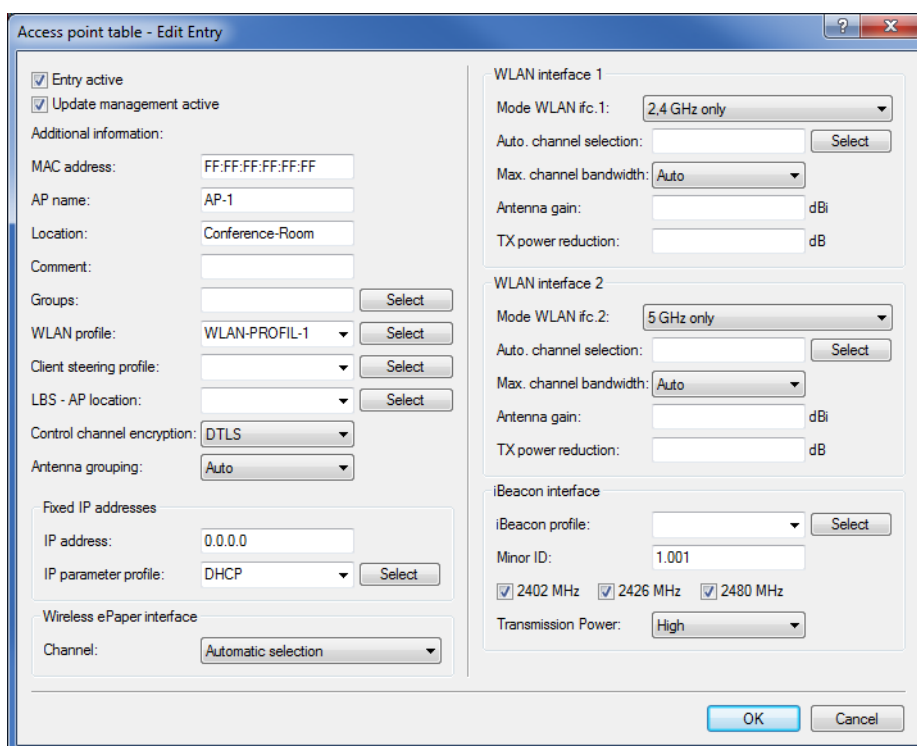 Access point table - Edit Entry
Entry active
Update management active
Additional information:
MAC address: FF:FF:FF:FF:FF:FF
AP name: AP-1
Location: Conference-Room
Comment:
Groups: Select
WLAN profile: WLAN-PROFIL-1 Select
Client steering profile: Select
LBS - AP location: Select
Control channel encryption: DTLS
Antenna grouping: Auto
Fixed IP addresses
IP address: 0.0.0.0
IP parameter profile: DHCP Select
Wireless ePaper interface
Channel: Automatic selection
WLAN interface 1
Mode WLAN ifc.1: 2,4 GHz only
Auto. channel selection: Select
Max. channel bandwidth: Auto
Antenna gain: dBi
TX power reduction: dB
WLAN interface 2
Mode WLAN ifc.2: 5 GHz only
Auto. channel selection: Select
Max. channel bandwidth: Auto
Antenna gain: dBi
TX power reduction: dB
iBeacon interface
iBeacon profile: Select
Minor ID: 1.001
2402 MHz 2426 MHz 2480 MHz
Transmission Power: High
OK Cancel